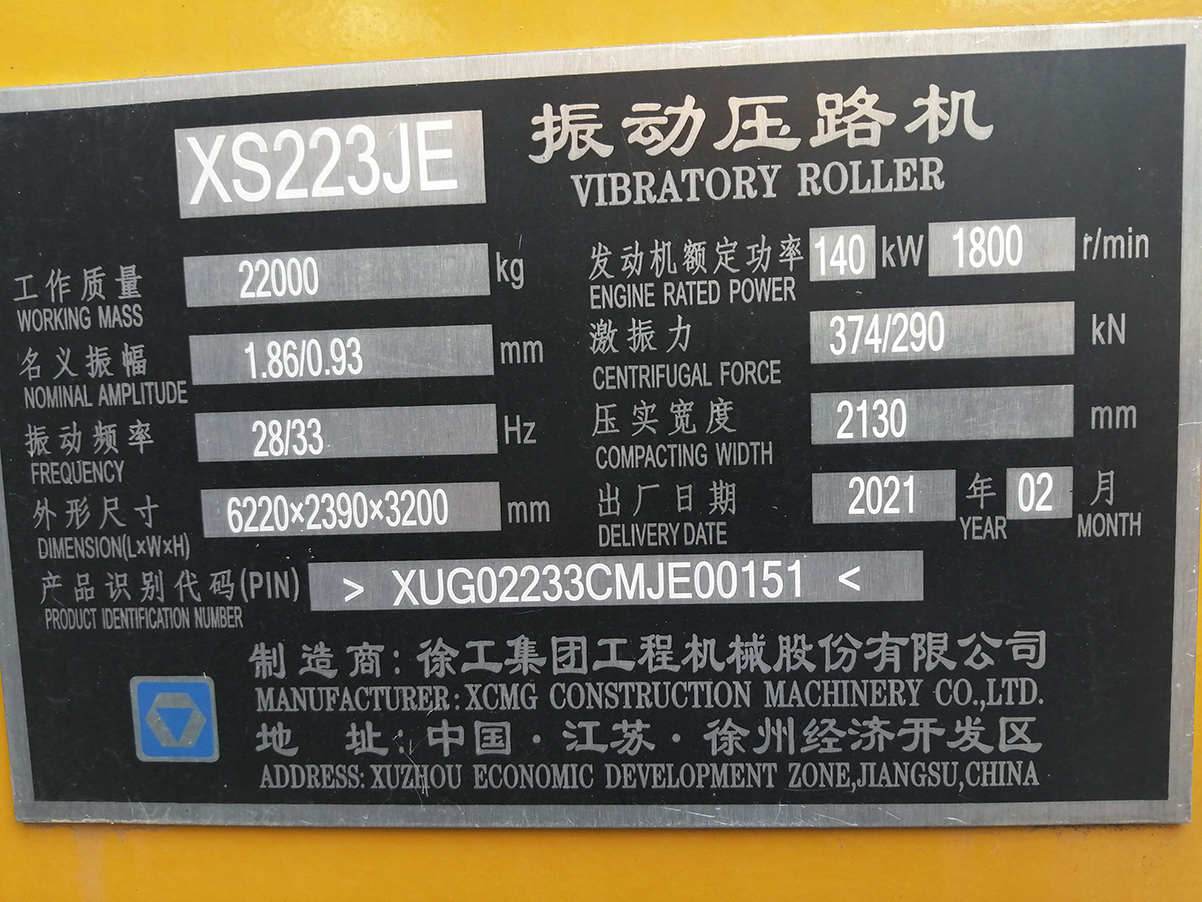 XS223JE 振动压路机
VIBRATORY ROLLER
工作质量 22000 kg
WORKING MASS
发动机额定功率 140 kW 1800 r/min
ENGINE RATED POWER
名义振幅 1.86/0.93 mm
NOMINAL AMPLITUDE
激振力 374/290 kN
CENTRIFUGAL FORCE
振动频率 28/33 Hz
FREQUENCY
压实宽度 2130 mm
COMPACTING WIDTH
外形尺寸 6220×2390×3200 mm
DIMENSION(L×W×H)
出厂日期 2021 年 02 月
DELIVERY DATE YEAR MONTH
产品识别代码(PIN) > XUG02233CMJE00151 <
PRODUCT IDENTIFICATION NUMBER
制造商:徐工集团工程机械股份有限公司
MANUFACTURER:XCMG CONSTRUCTION MACHINERY CO.,LTD.
地 址:中国·江苏·徐州经济开发区
ADDRESS: XUZHOU ECONOMIC DEVELOPMENT ZONE,JIANGSU,CHINA